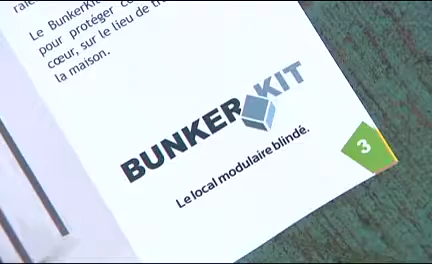 Le BunkerKit
pour protéger
cœur, sur le lieu de
la maison.
BUNKER KIT
Le local modulaire blindé.
3